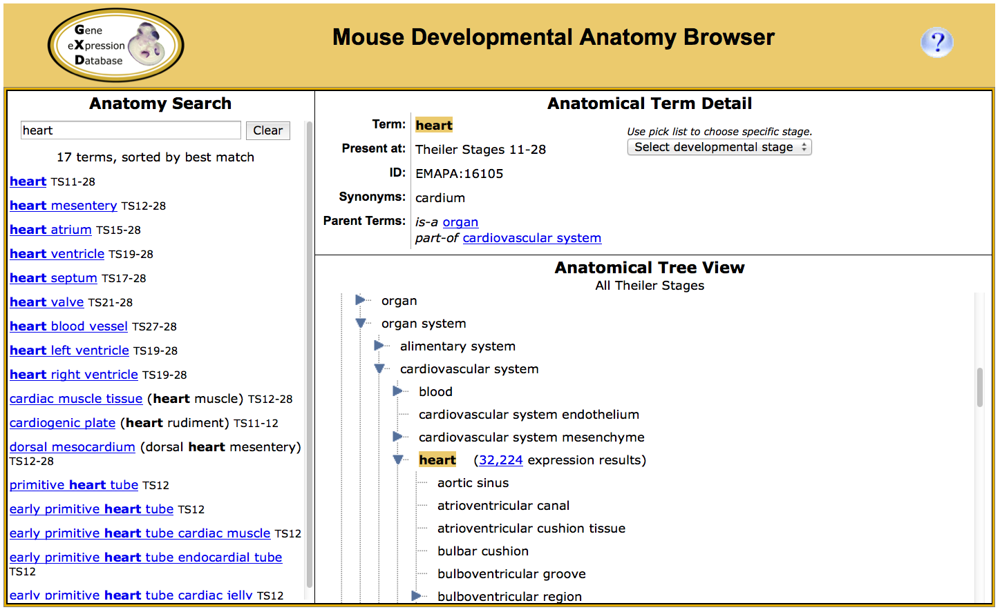 Gene
eXpression
Database
Mouse Developmental Anatomy Browser
?
Anatomy Search
heart
Clear
17 terms, sorted by best match
heart TS11-28
heart mesentery TS12-28
heart atrium TS15-28
heart ventricle TS19-28
heart septum TS17-28
heart valve TS21-28
heart blood vessel TS27-28
heart left ventricle TS19-28
heart right ventricle TS19-28
cardiac muscle tissue (heart muscle) TS12-28
cardiogenic plate (heart rudiment) TS11-12
dorsal mesocardium (dorsal heart mesentery)
TS12-28
primitive heart tube TS12
early primitive heart tube TS12
early primitive heart tube cardiac muscle TS12
early primitive heart tube endocardial tube
TS12
early primitive heart tube cardiac jelly TS12
Anatomical Term Detail
Term: heart
Present at: Theiler Stages 11-28
ID: EMAPA:16105
Synonyms: cardium
Parent Terms: is-a organ
part-of cardiovascular system
Use pick list to choose specific stage.
Select developmental stage
Anatomical Tree View
All Theiler Stages
organ
organ system
alimentary system
cardiovascular system
blood
cardiovascular system endothelium
cardiovascular system mesenchyme
heart (32,224 expression results)
aortic sinus
atrioventricular canal
atrioventricular cushion tissue
bulbar cushion
bulboventricular groove
bulboventricular region